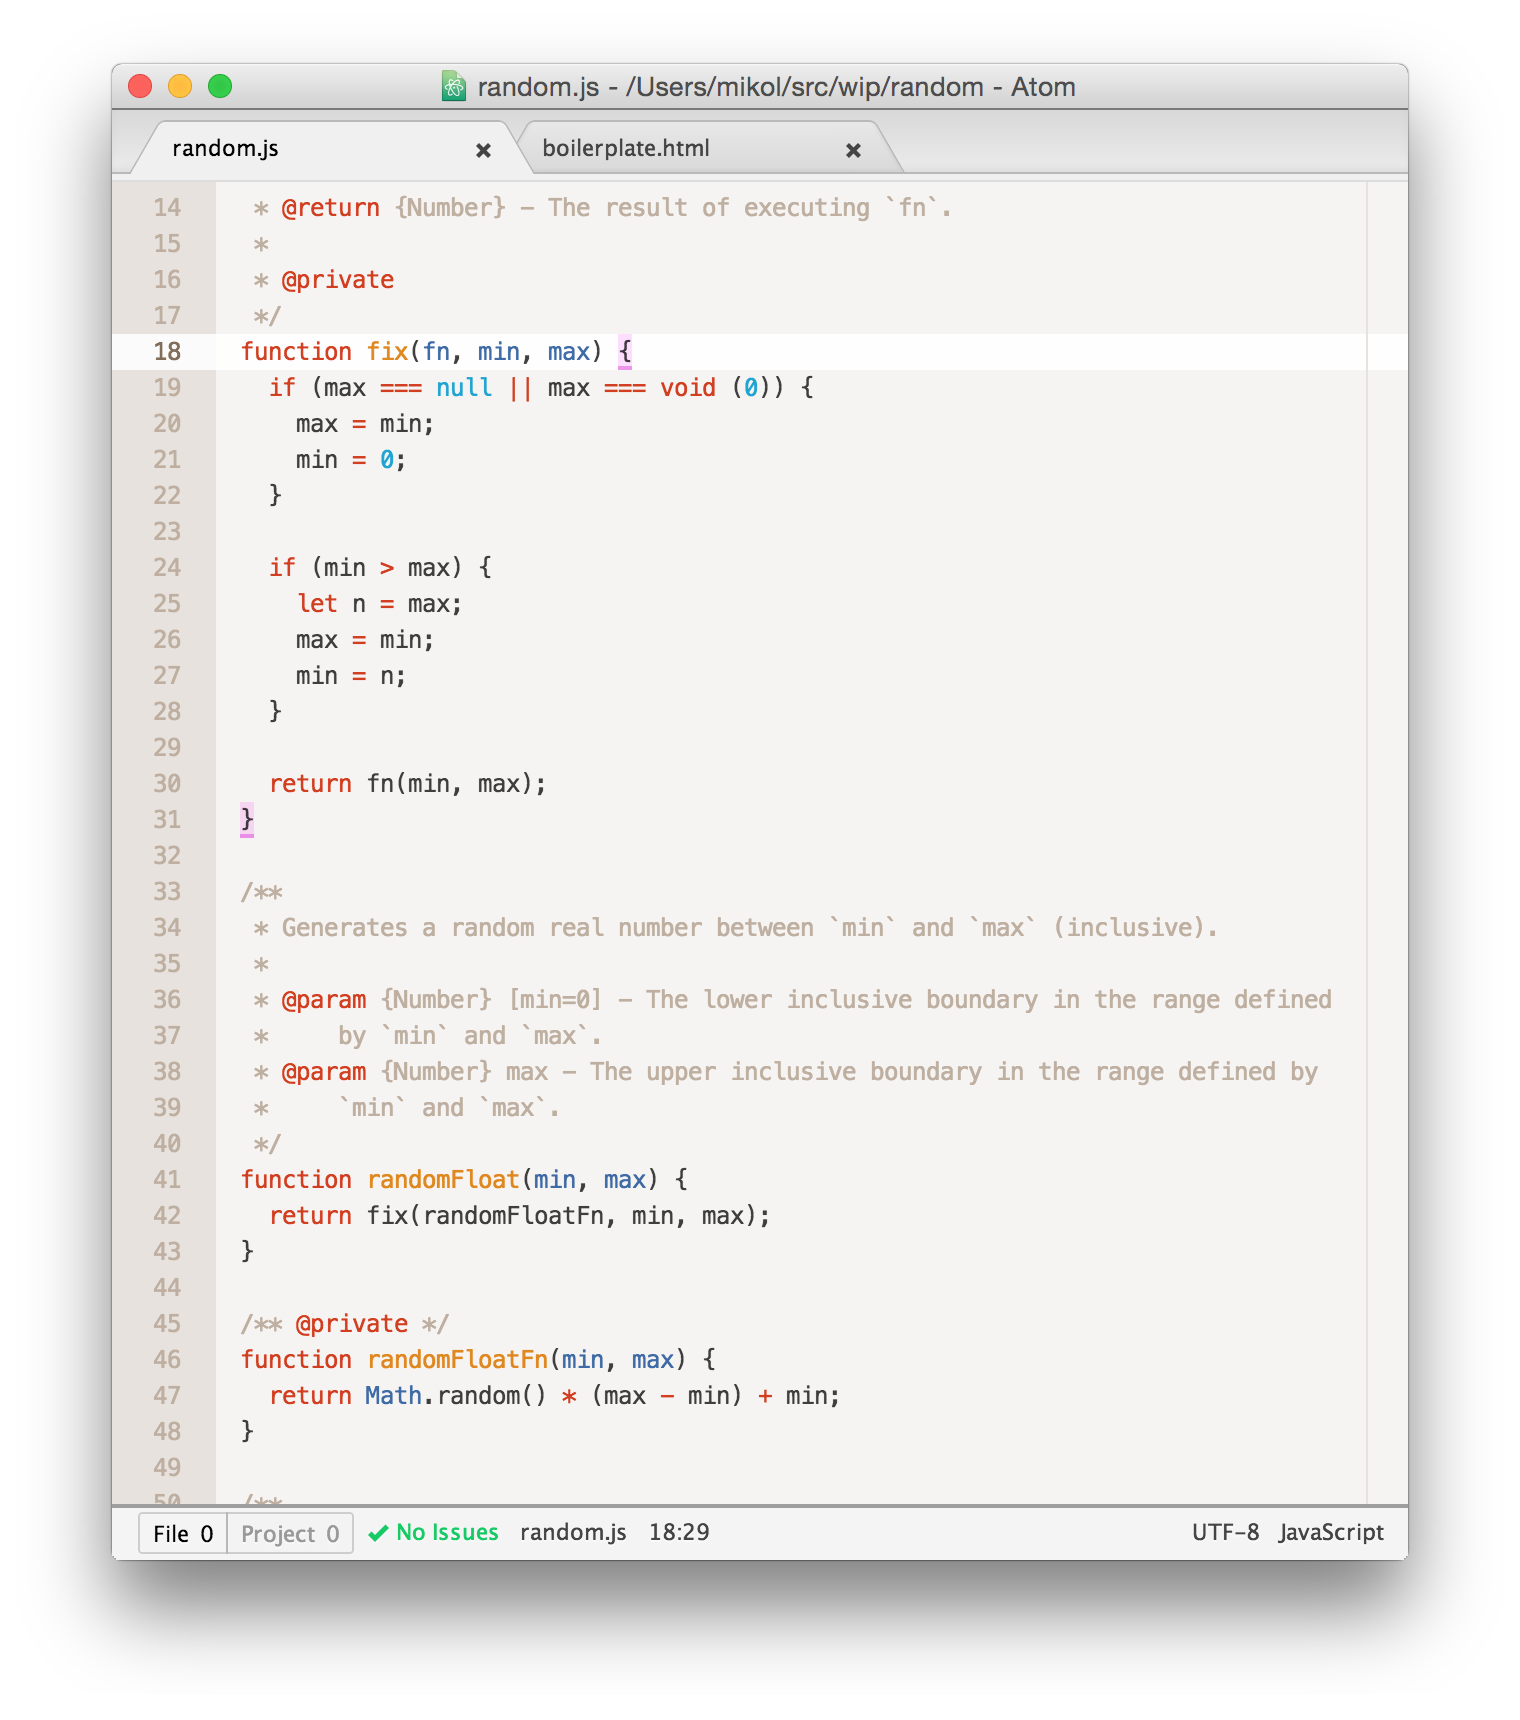 random.js - /Users/mikol/src/wip/random - Atom
random.js boilerplate.html
14  * @return {Number} – The result of executing `fn`.
15  *
16  * @private
17  */
18 function fix(fn, min, max) {
19   if (max === null || max === void (0)) {
20     max = min;
21     min = 0;
22   }
23
24   if (min > max) {
25     let n = max;
26     max = min;
27     min = n;
28   }
29
30   return fn(min, max);
31 }
32
33 /**
34  * Generates a random real number between `min` and `max` (inclusive).
35  *
36  * @param {Number} [min=0] – The lower inclusive boundary in the range defined
37  *     by `min` and `max`.
38  * @param {Number} max – The upper inclusive boundary in the range defined by
39  *     `min` and `max`.
40  */
41 function randomFloat(min, max) {
42   return fix(randomFloatFn, min, max);
43 }
44
45 /** @private */
46 function randomFloatFn(min, max) {
47   return Math.random() * (max - min) + min;
48 }
49
50 /**
File 0 Project 0 No Issues random.js 18:29 UTF-8 JavaScript